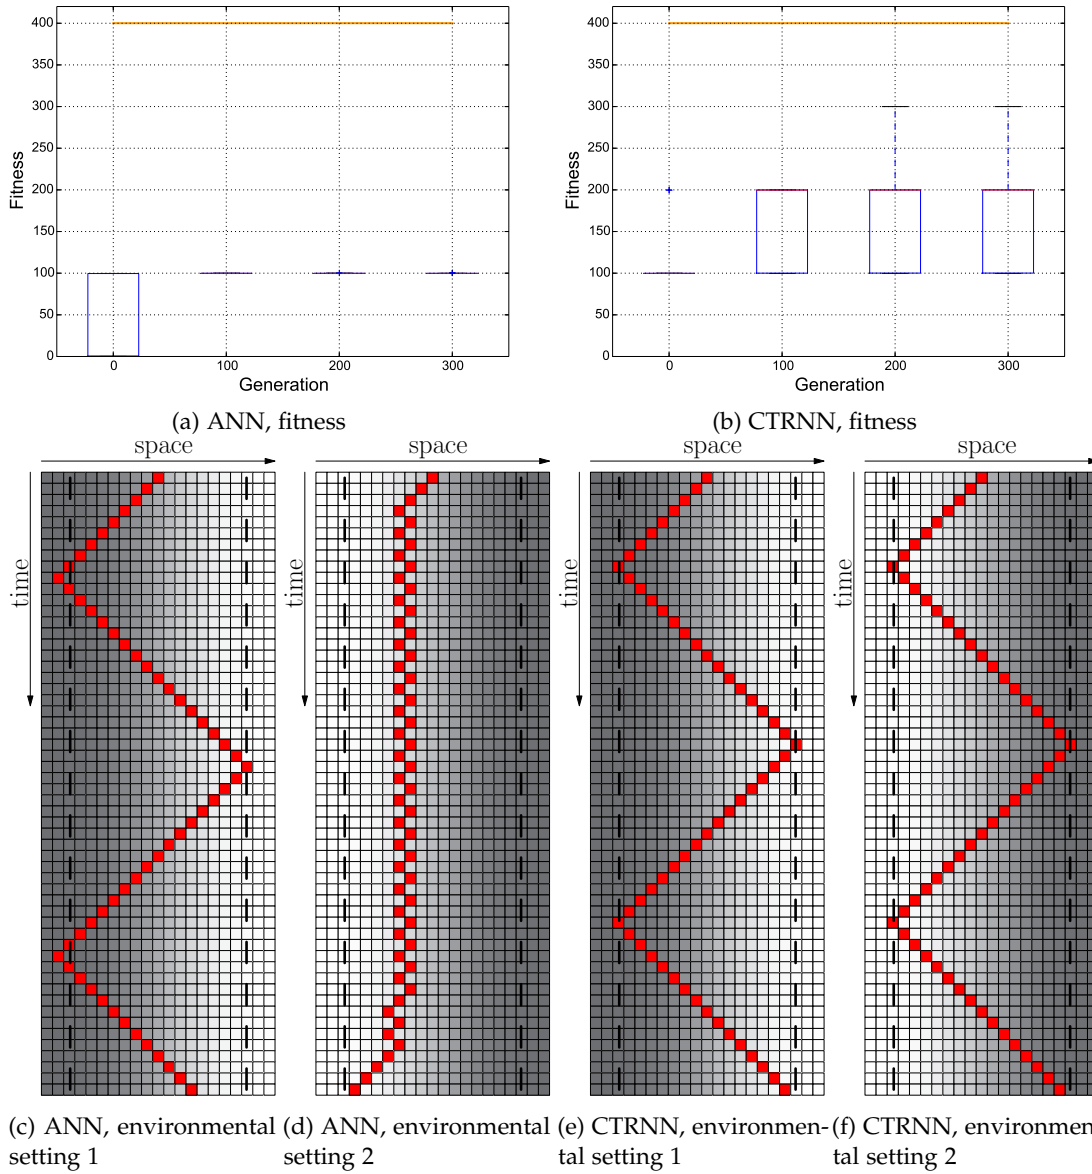 400
350
300
250
200
150
100
50
0
Fitness
0 100 200 300
Generation
(a) ANN, fitness
400
350
300
250
200
150
100
50
0
Fitness
0 100 200 300
Generation
(b) CTRNN, fitness
space
time
space
time
space
time
space
time
(c) ANN, environmental
setting 1
(d) ANN, environmental
setting 2
(e) CTRNN, environmen-
tal setting 1
(f) CTRNN, environmen
tal setting 2